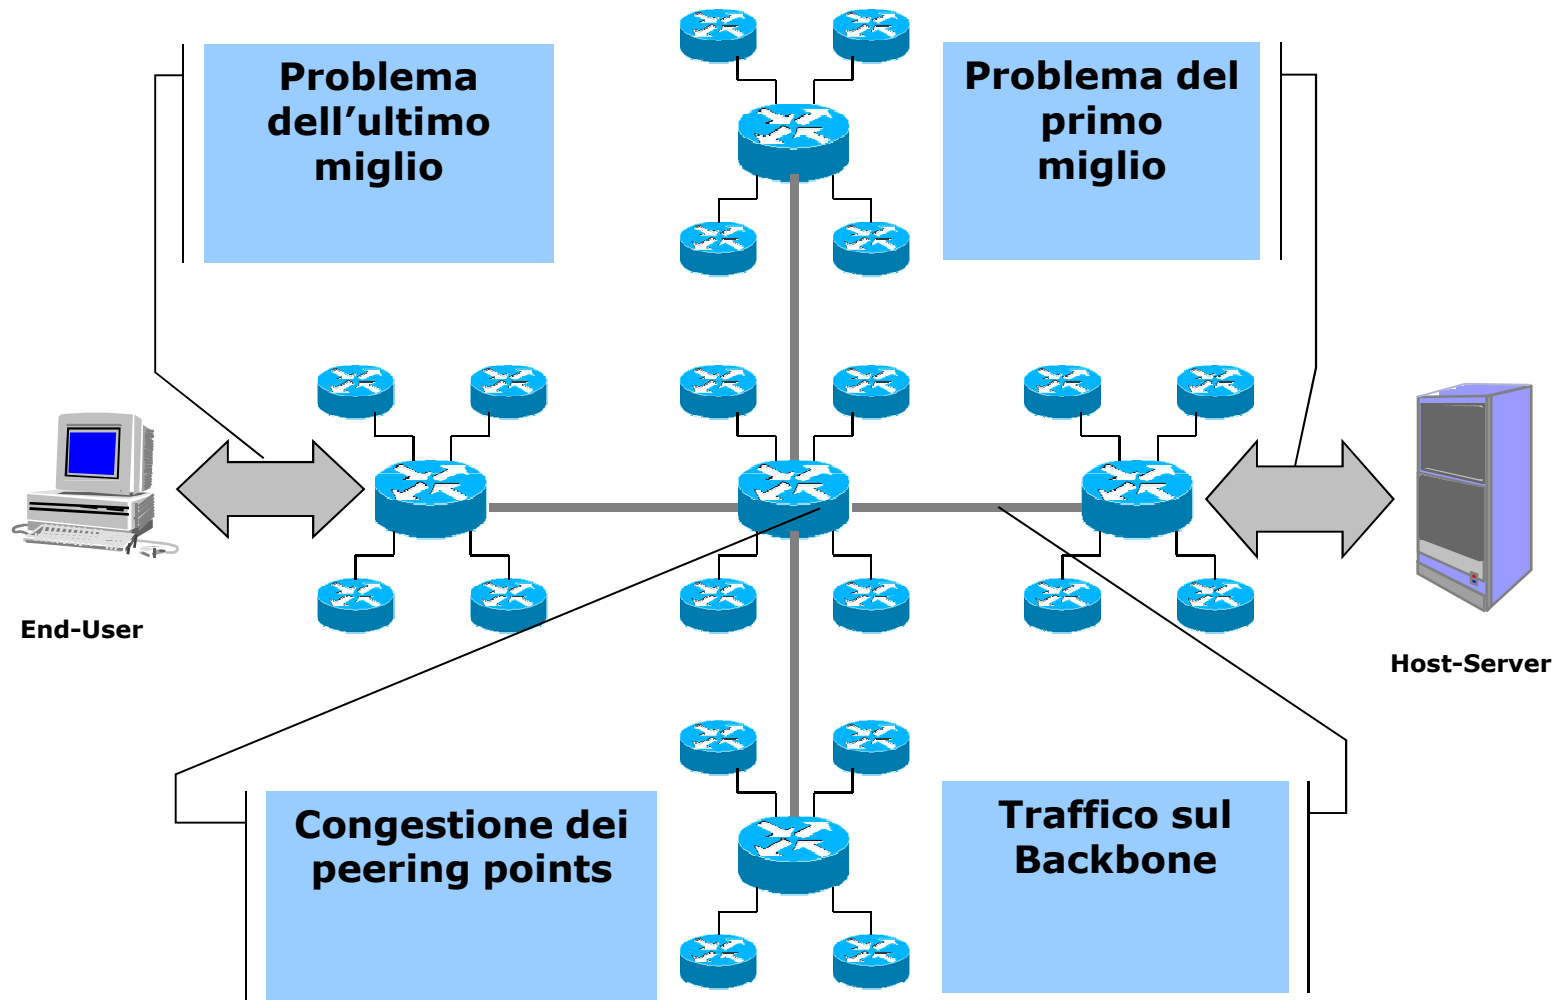 Problema
dell’ultimo
miglio
Problema del
primo
miglio
End-User
Host-Server
Congestione dei
peering points
Traffico sul
Backbone